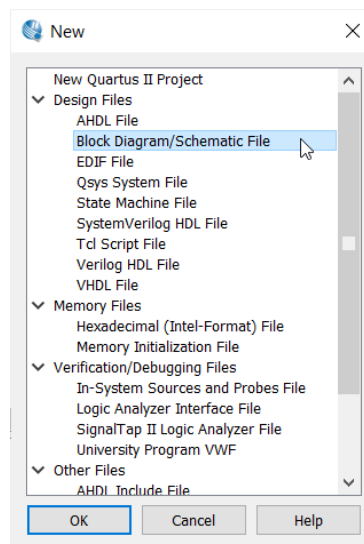 New
New Quartus II Project
Design Files
AHDL File
Block Diagram/Schematic File
EDIF File
Qsys System File
State Machine File
SystemVerilog HDL File
Tcl Script File
Verilog HDL File
VHDL File
Memory Files
Hexadecimal (Intel-Format) File
Memory Initialization File
Verification/Debugging Files
In-System Sources and Probes File
Logic Analyzer Interface File
SignalTap II Logic Analyzer File
University Program VWF
Other Files
AHDL Include File
OK Cancel Help